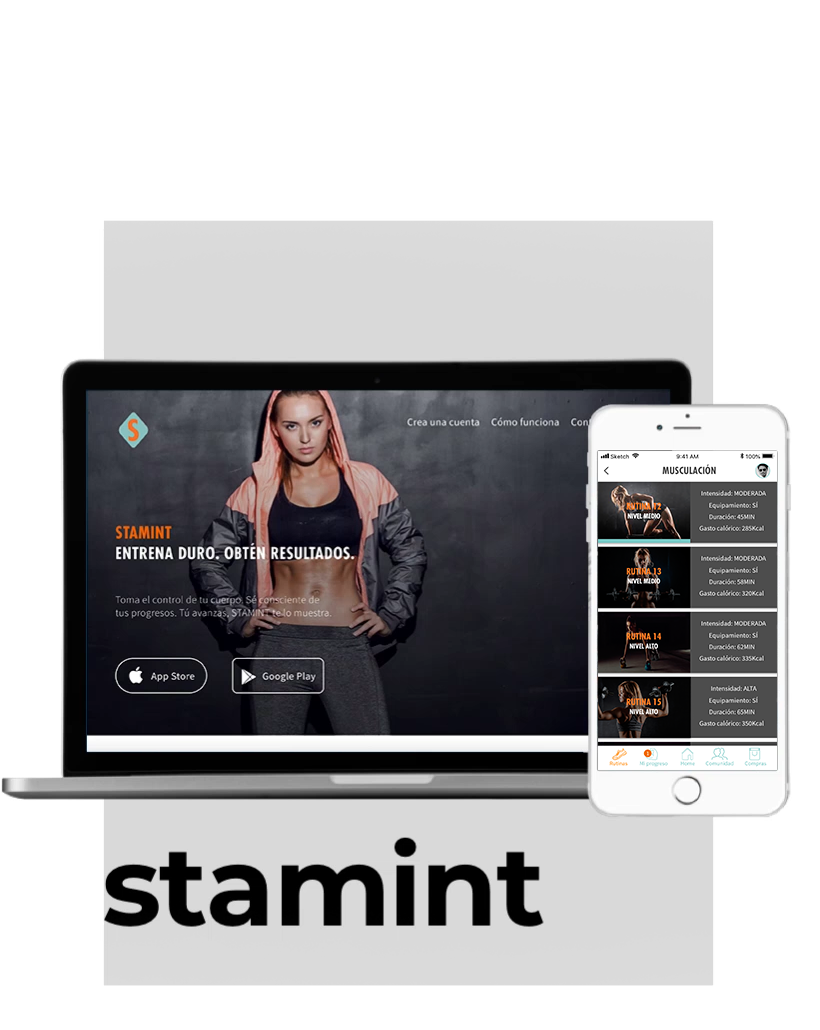 S
Crea una cuenta Cómo funciona
STAMINT
ENTRENA DURO. OBTÉN RESULTADOS.
Toma el control de tu cuerpo. Sé consciente de
tus progresos. Tú avanzas, STAMINT te lo muestra.
App Store
Google Play
Sketch
9:41 AM
100%
MUSCULACIÓN
RUTINA 12
NIVEL MEDIO
Intensidad: MODERADA
Equipamiento: SÍ
Duración: 45MIN
Gasto calórico: 285Kcal
RUTINA 13
NIVEL MEDIO
Intensidad: MODERADA
Equipamiento: SÍ
Duración: 58MIN
Gasto calórico: 320Kcal
RUTINA 14
NIVEL ALTO
Intensidad: MODERADA
Equipamiento: SÍ
Duración: 62MIN
Gasto calórico: 335Kcal
RUTINA 15
NIVEL ALTO
Intensidad: ALTA
Equipamiento: SÍ
Duración: 65MIN
Gasto calórico: 350Kcal
1
Rutinas Mi progreso Home Comunidad Compras
stamint